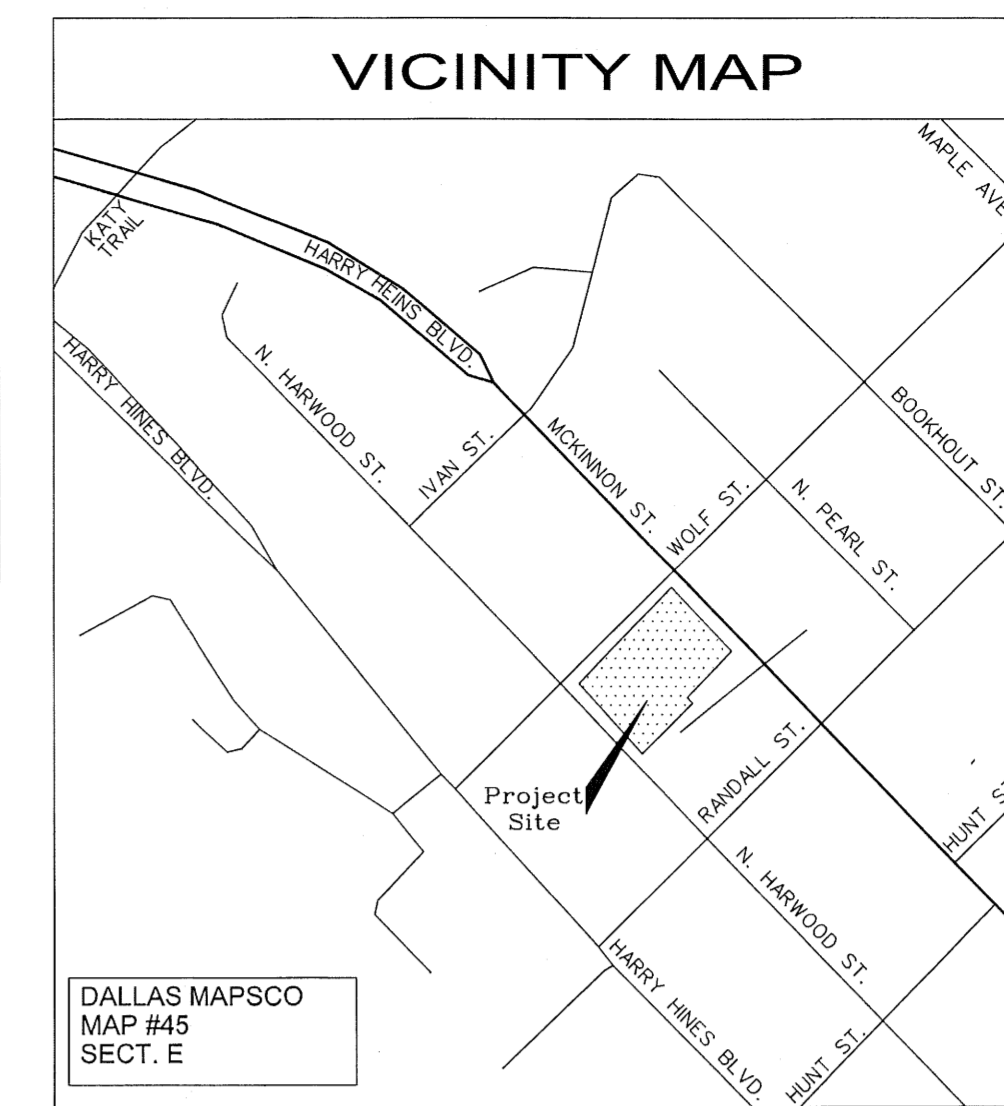 VICINITY MAP
MAPLE AVE
KATY
TRAIL
HARRY HEINS BLVD.
HARRY HINES BLVD.
N. HARWOOD ST.
IVAN ST.
MCKINNON ST.
WOLF ST.
BOOKHOUT ST.
N. PEARL ST.
Project
Site
RANDALL ST.
HUNT S
N. HARWOOD ST.
HARRY HINES BLVD.
HUNT ST.
DALLAS MAPSCO
MAP #45
SECT. E